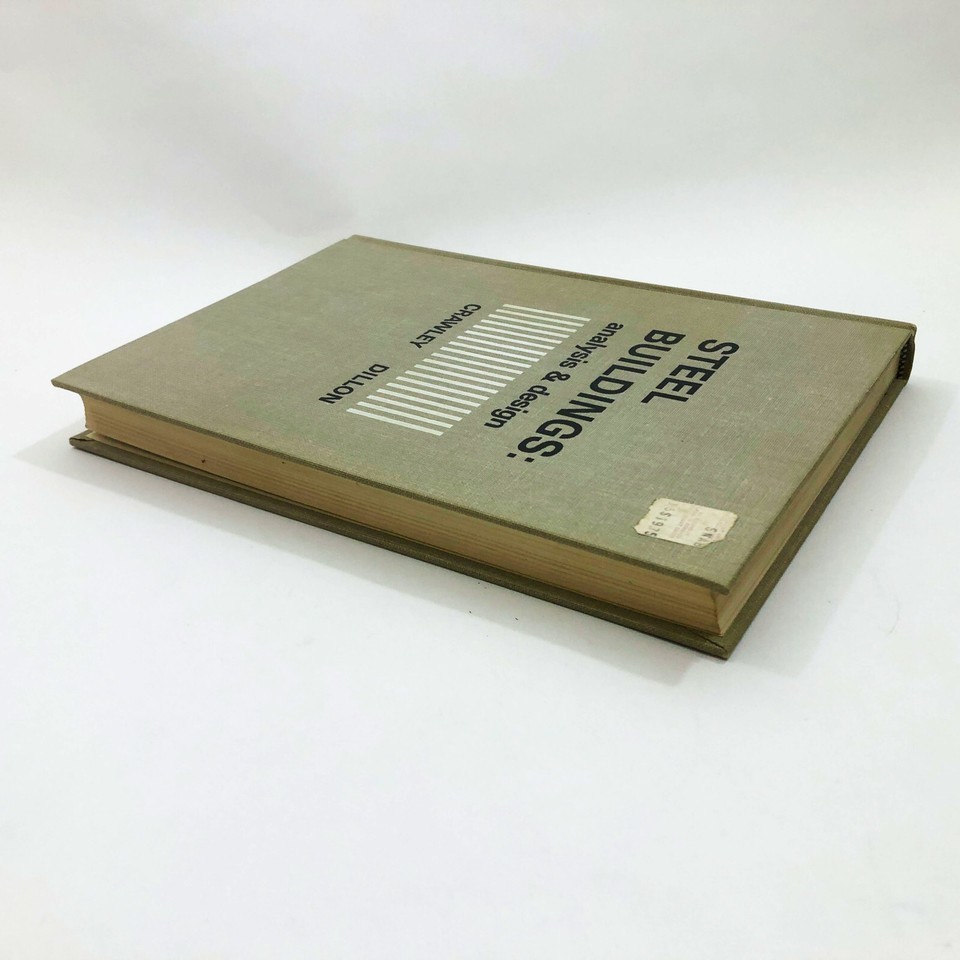 STEEL
BUILDINGS:
analysis & design
CRAWLEY DILLON